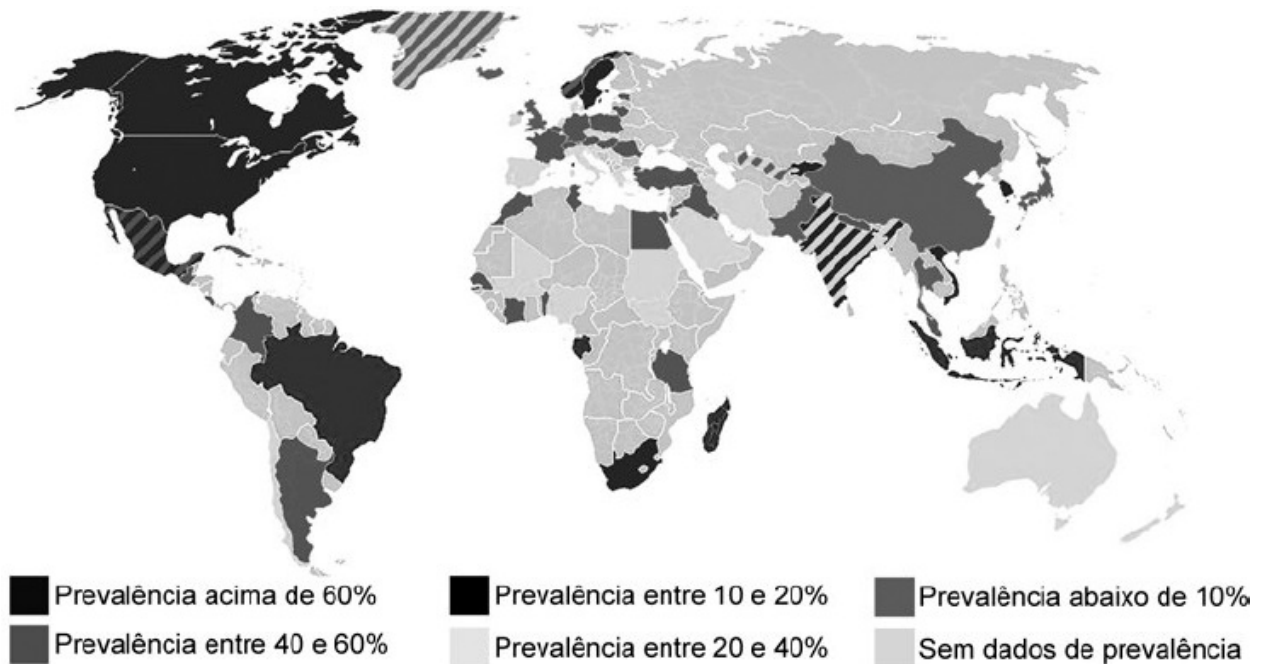 Prevalência acima de 60%
Prevalência entre 10 e 20%
Prevalência abaixo de 10%
Prevalência entre 40 e 60%
Prevalência entre 20 e 40%
Sem dados de prevalência